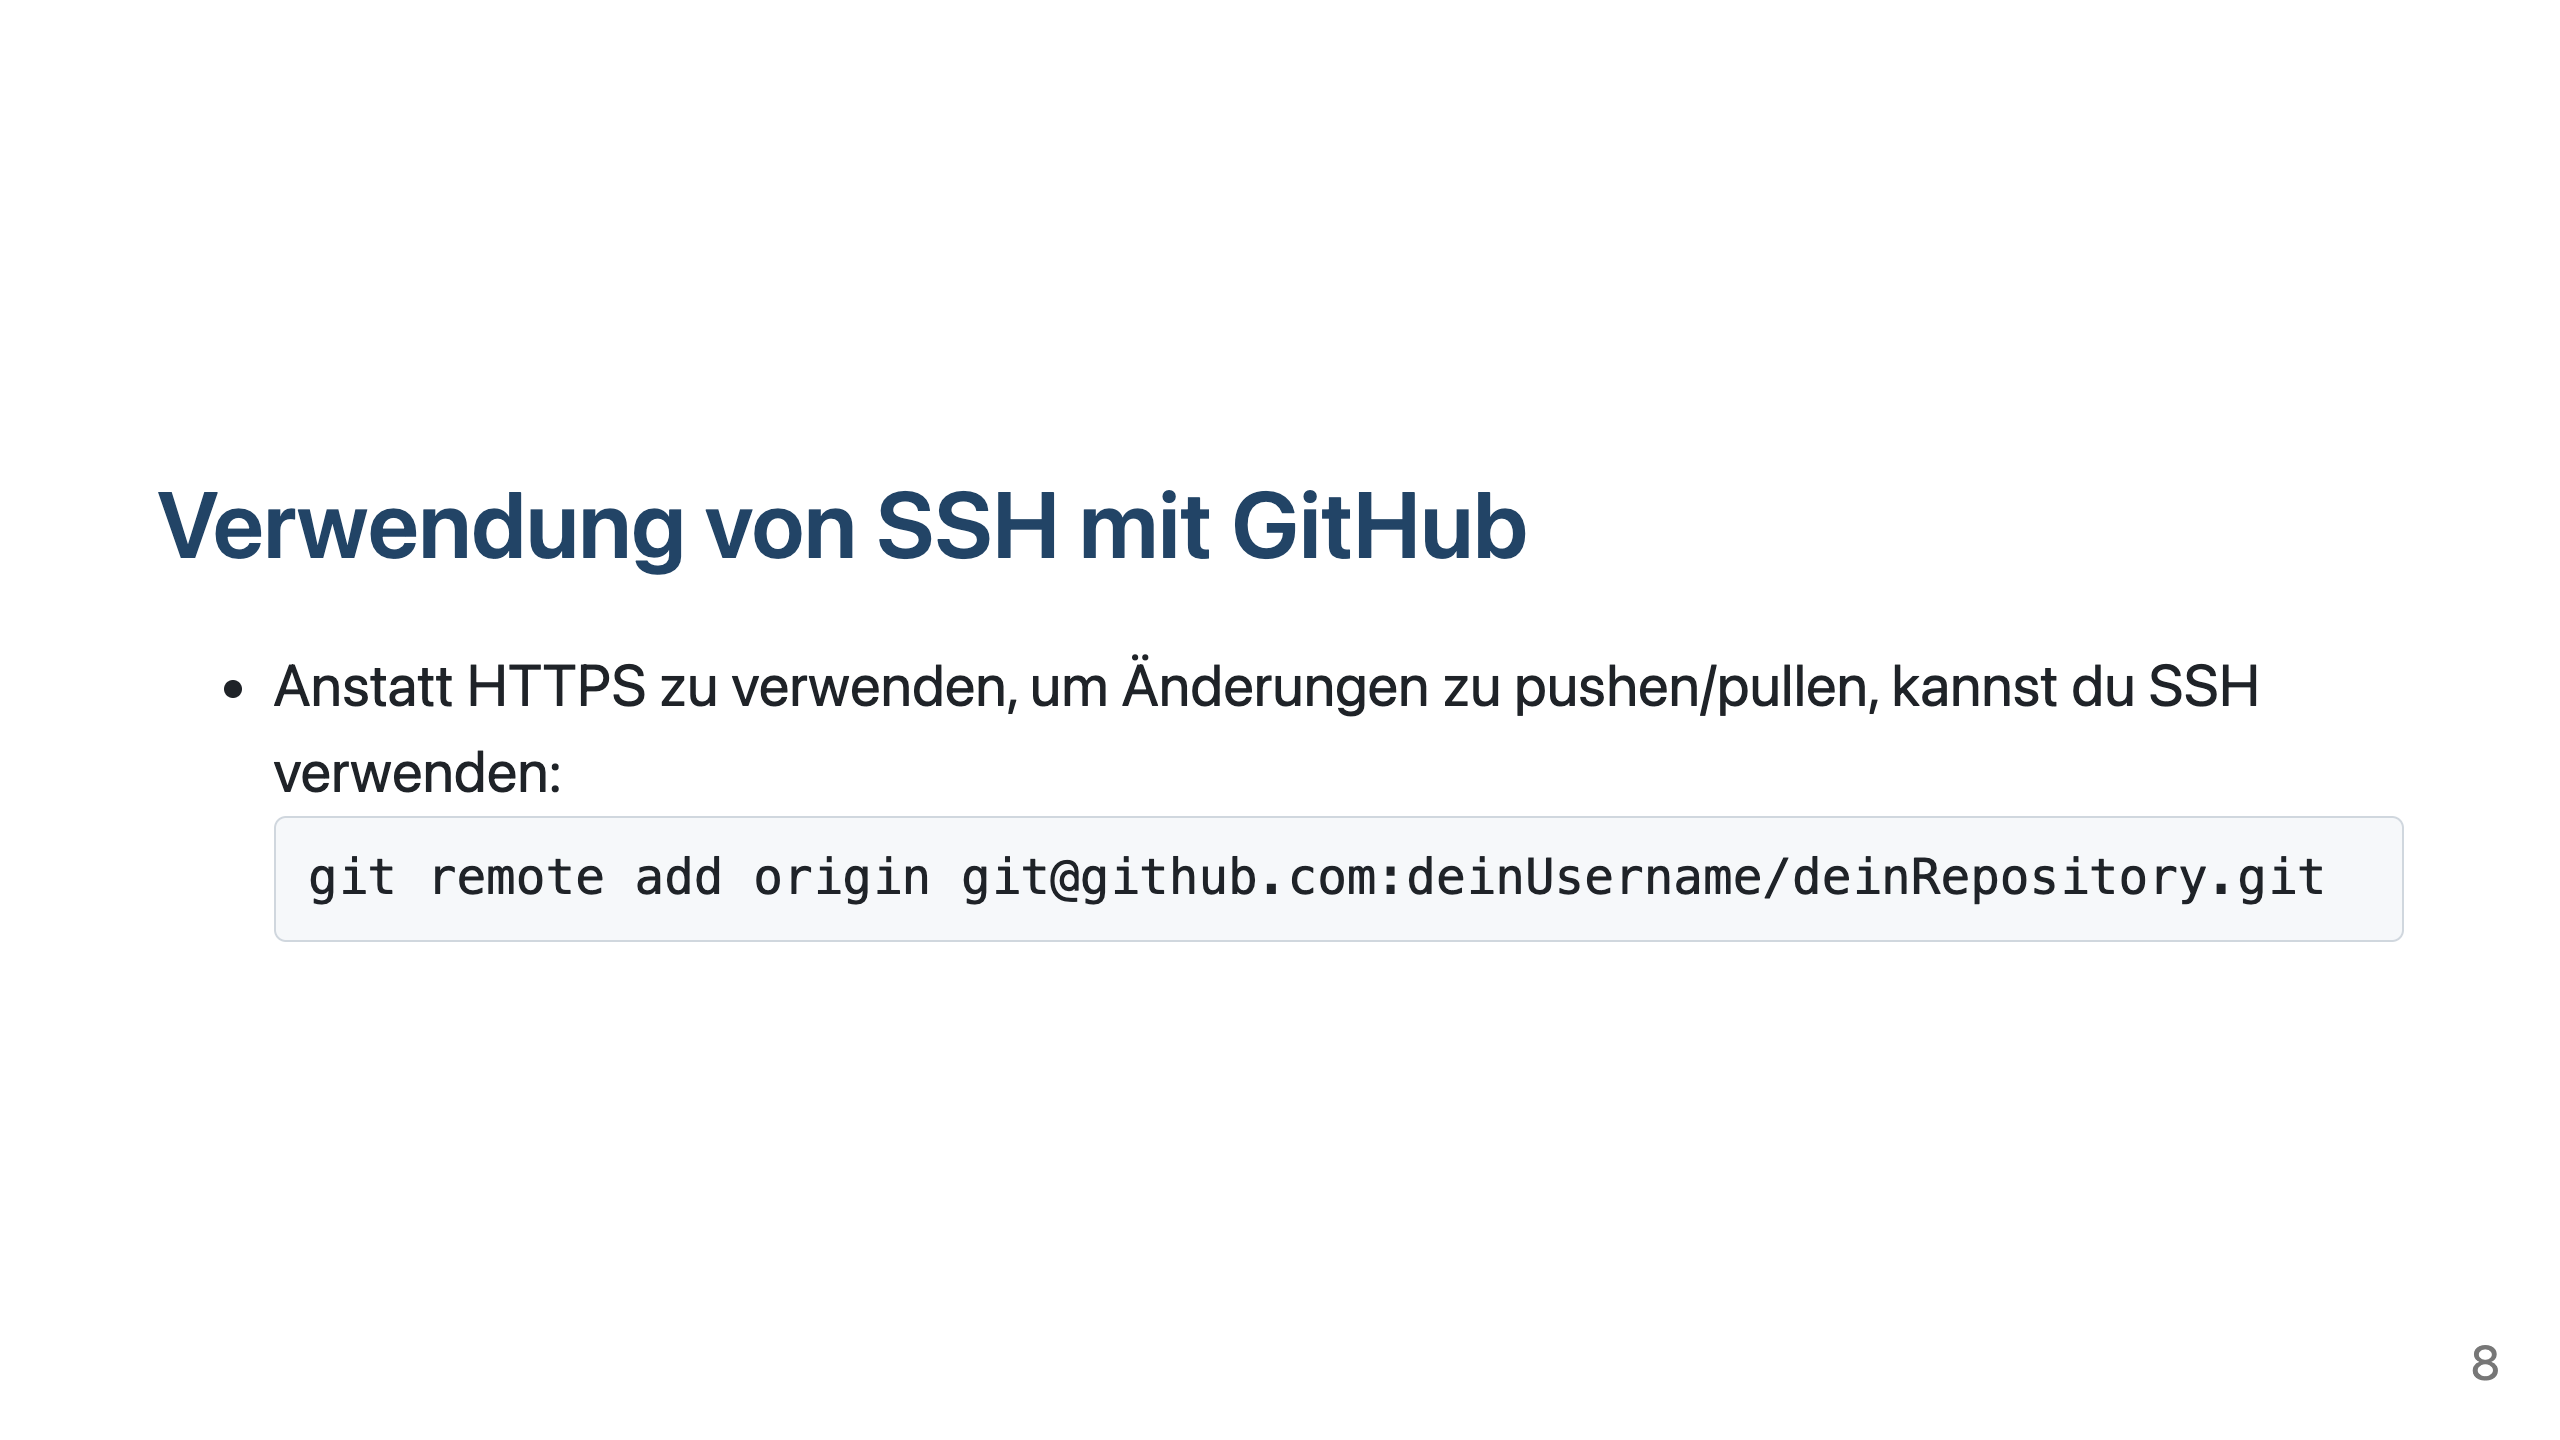 Verwendung von SSH mit GitHub
• Anstatt HTTPS zu verwenden, um Änderungen zu pushen/pullen, kannst du SSH
verwenden:
git remote add origin git@github.com:deinUsername/deinRepository.git
8